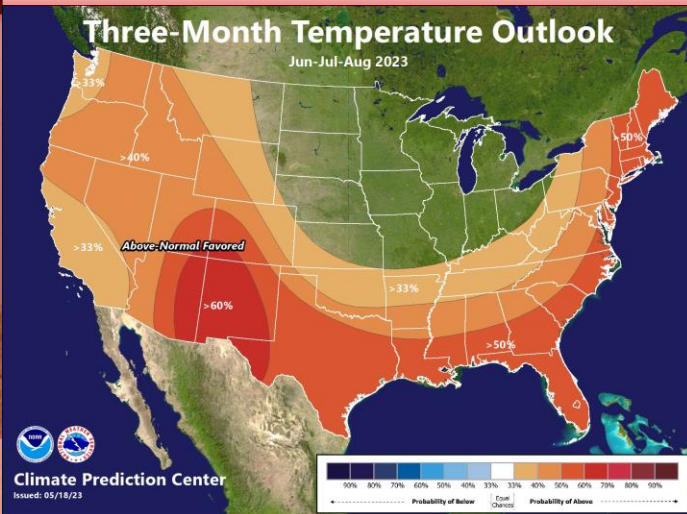 Three-Month Temperature Outlook
Jun-Jul-Aug 2023
>33%
>50%
>40%
>33%
Above-Normal Favored
>33%
>60%
>50%
NOAA
Climate Prediction Center
Issued: 05/18/23
90% 80% 70% 60% 50% 40% 33% 33% 40% 50% 60% 70% 80% 90%
Probability of Below
Equal
Chances
Probability of Above